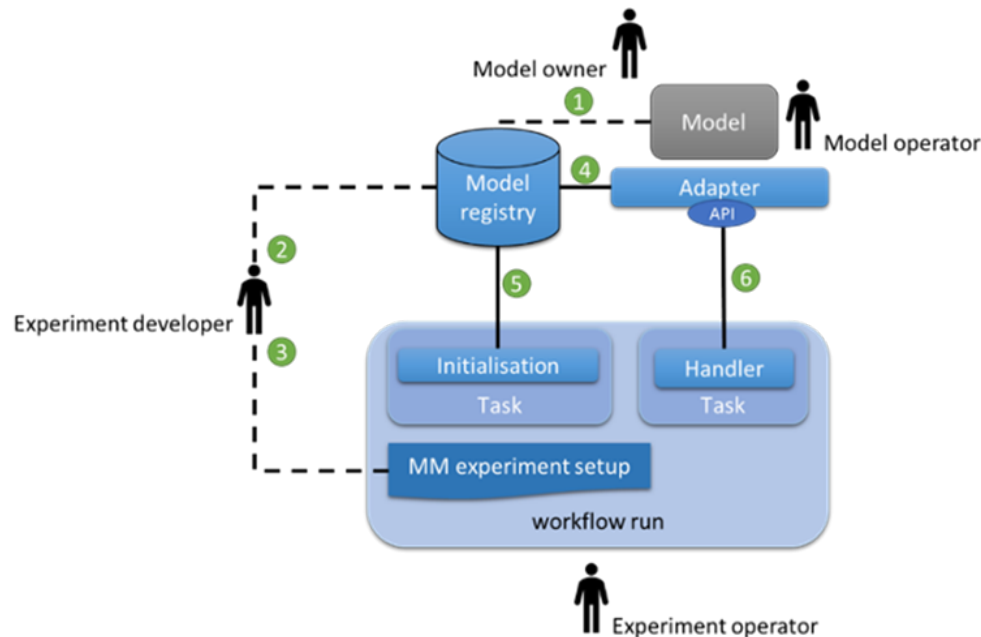 Model owner
1
Model
Model operator
Model
registry
4
Adapter
API
2
5
6
Experiment developer
3
Initialisation
Task
Handler
Task
MM experiment setup
workflow run
Experiment operator